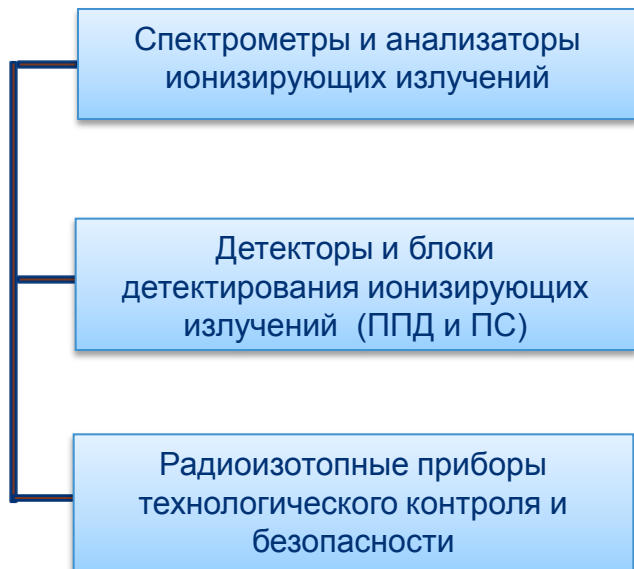 Спектрометры и анализаторы
ионизирующих излучений
Детекторы и блоки
детектирования ионизирующих
излучений (ППД и ПС)
Радиоизотопные приборы
технологического контроля и
безопасности